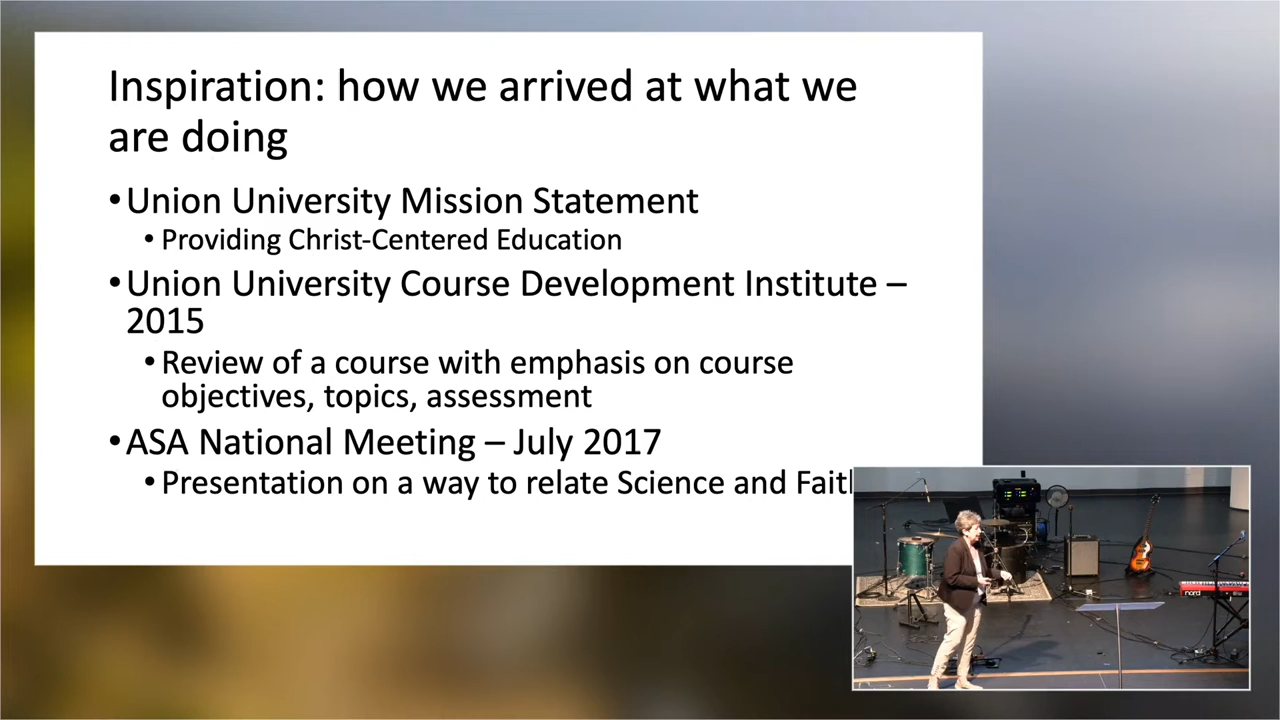 Inspiration: how we arrived at what we
are doing
•Union University Mission Statement
•Providing Christ-Centered Education
•Union University Course Development Institute –
2015
•Review of a course with emphasis on course
objectives, topics, assessment
•ASA National Meeting – July 2017
•Presentation on a way to relate Science and Fait
nord